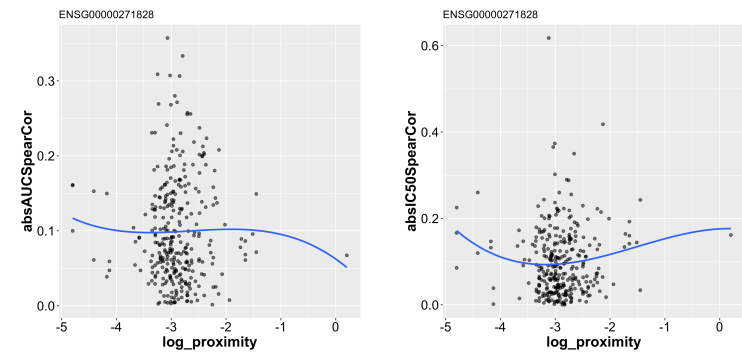 ENSG00000271828
absAUCSpearCor
0.3
0.2
0.1
0.0
-5 -4 -3 -2 -1 0
log_proximity
ENSG00000271828
absIC50SpearCor
0.6
0.4
0.2
0.0
-5 -4 -3 -2 -1 0
log_proximity